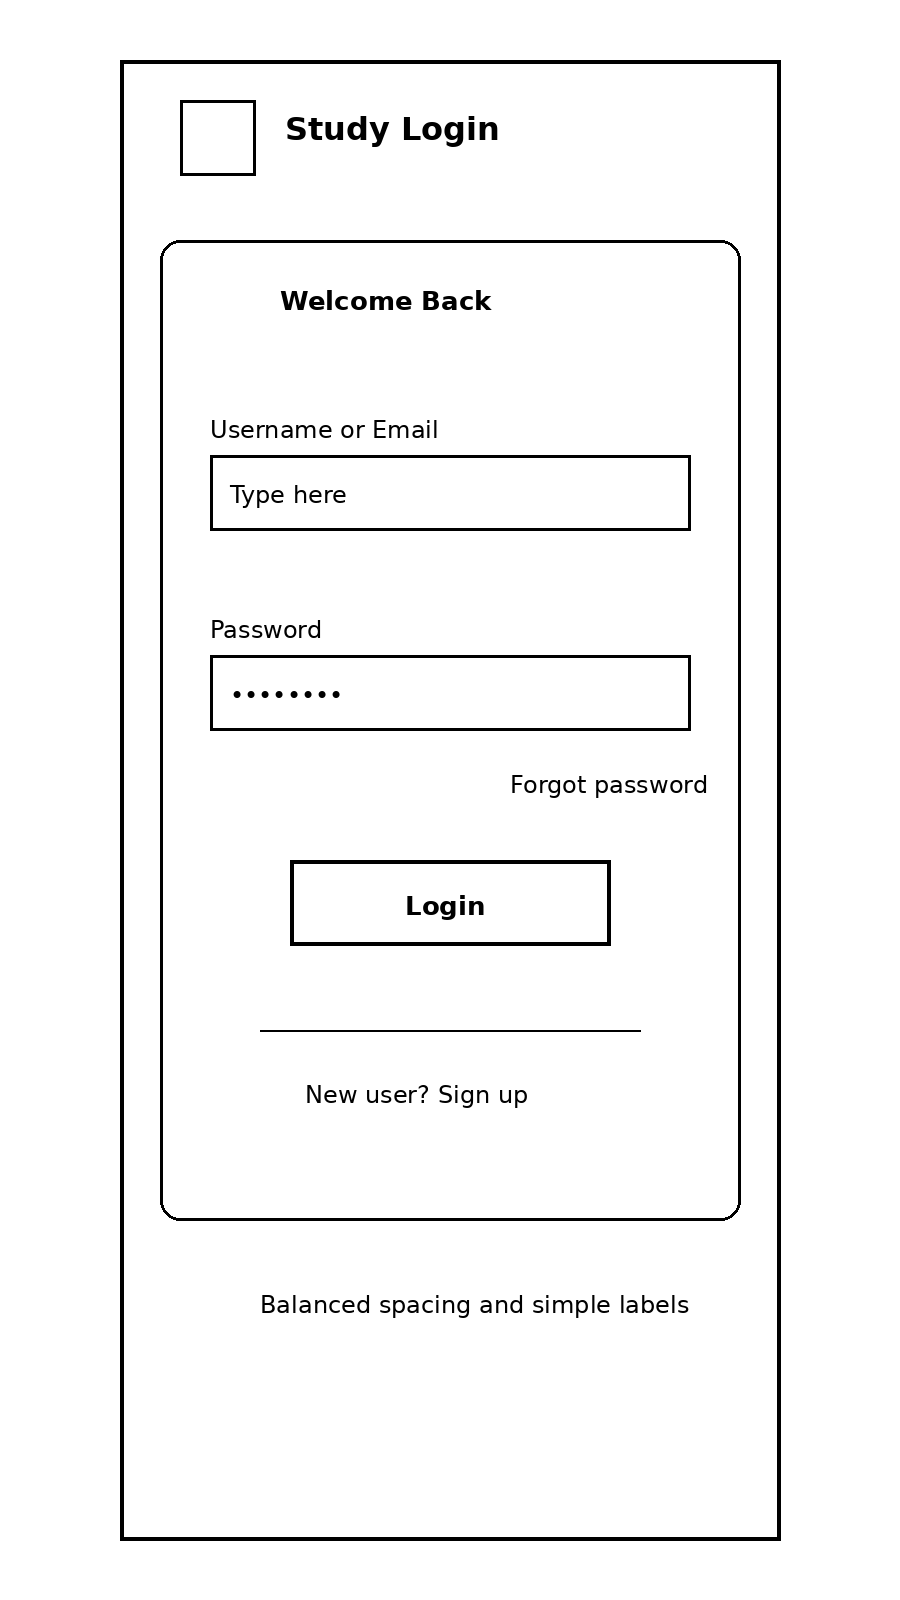 Study Login
Welcome Back
Username or Email
Type here
Password
••••••••
Forgot password
Login
New user? Sign up
Balanced spacing and simple labels